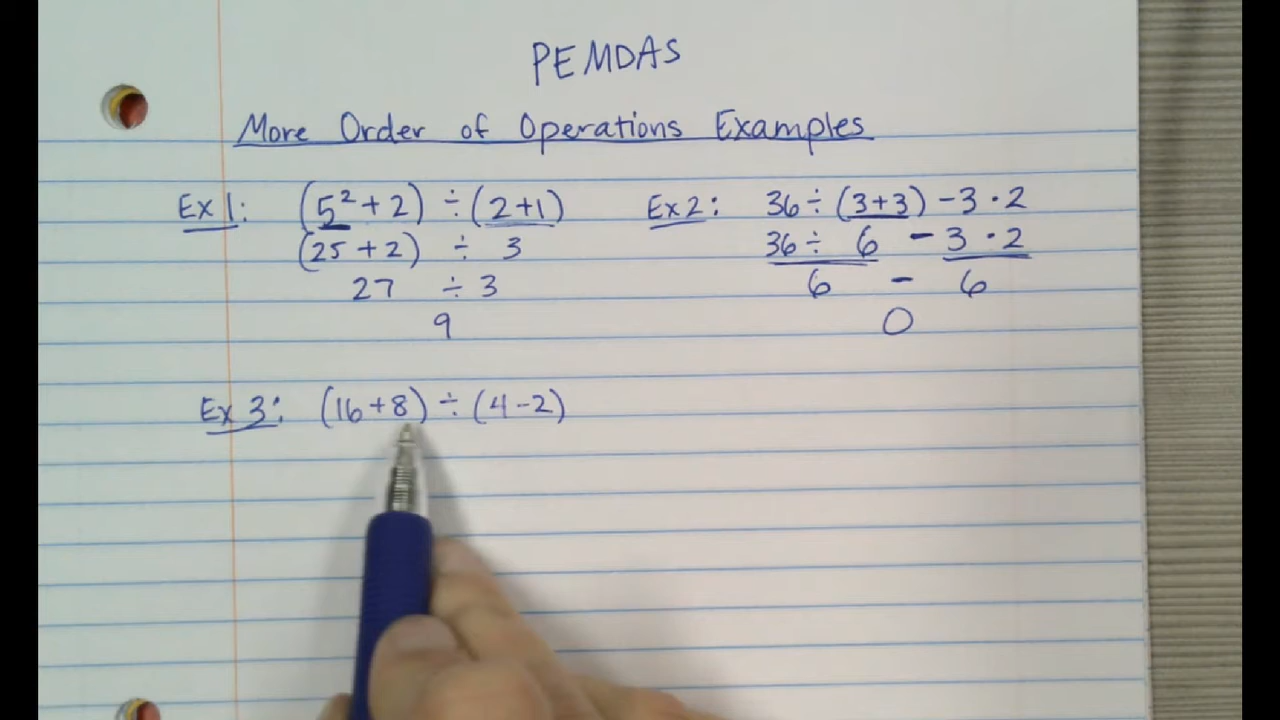 PEMDAS
More Order of Operations Examples
Ex 1: (5²+2) ÷ (2+1)
(25+2) ÷ 3
27 ÷ 3
9
Ex 2: 36 ÷ (3+3) - 3 · 2
36 ÷ 6 - 3 · 2
6 - 6
0
Ex 3: (16+8) ÷ (4-2)